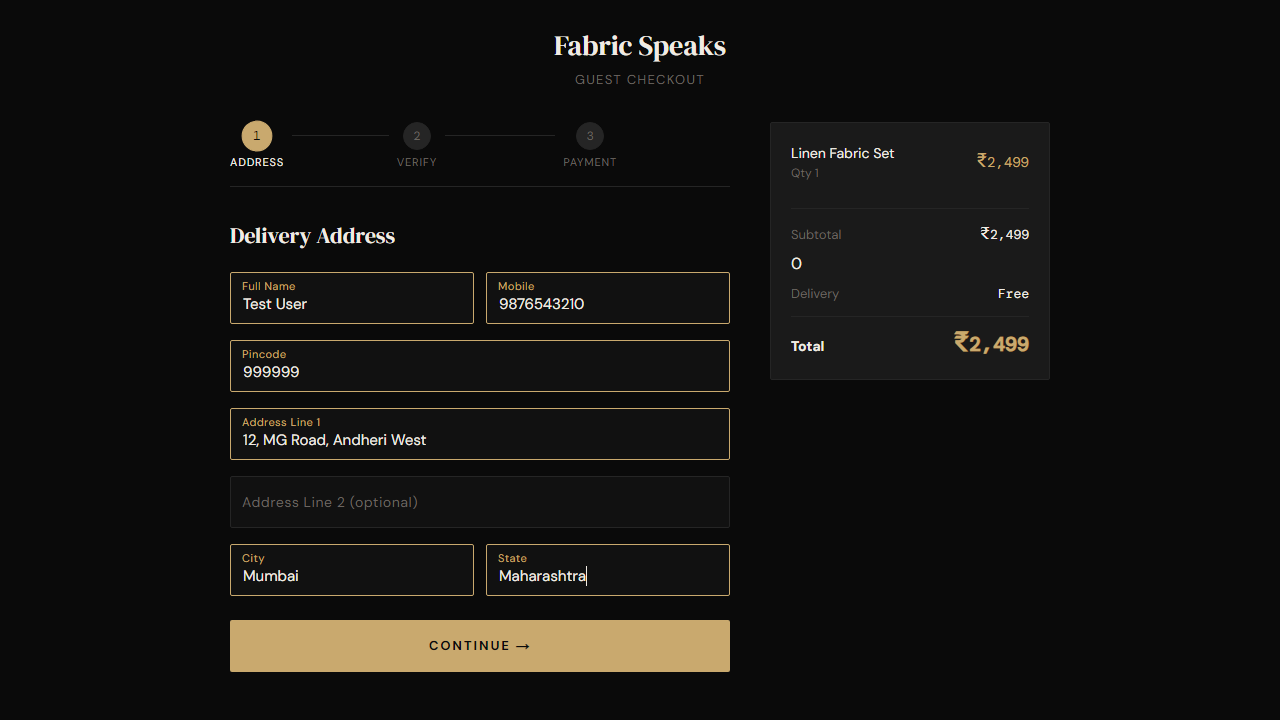 Fabric Speaks
GUEST CHECKOUT
1
ADDRESS
2
VERIFY
3
PAYMENT
Delivery Address
Full Name
Test User
Mobile
9876543210
Pincode
999999
Address Line 1
12, MG Road, Andheri West
Address Line 2 (optional)
City
Mumbai
State
Maharashtra
CONTINUE →
Linen Fabric Set
Qty 1
₹2,499
Subtotal ₹2,499
0
Delivery Free
Total ₹2,499